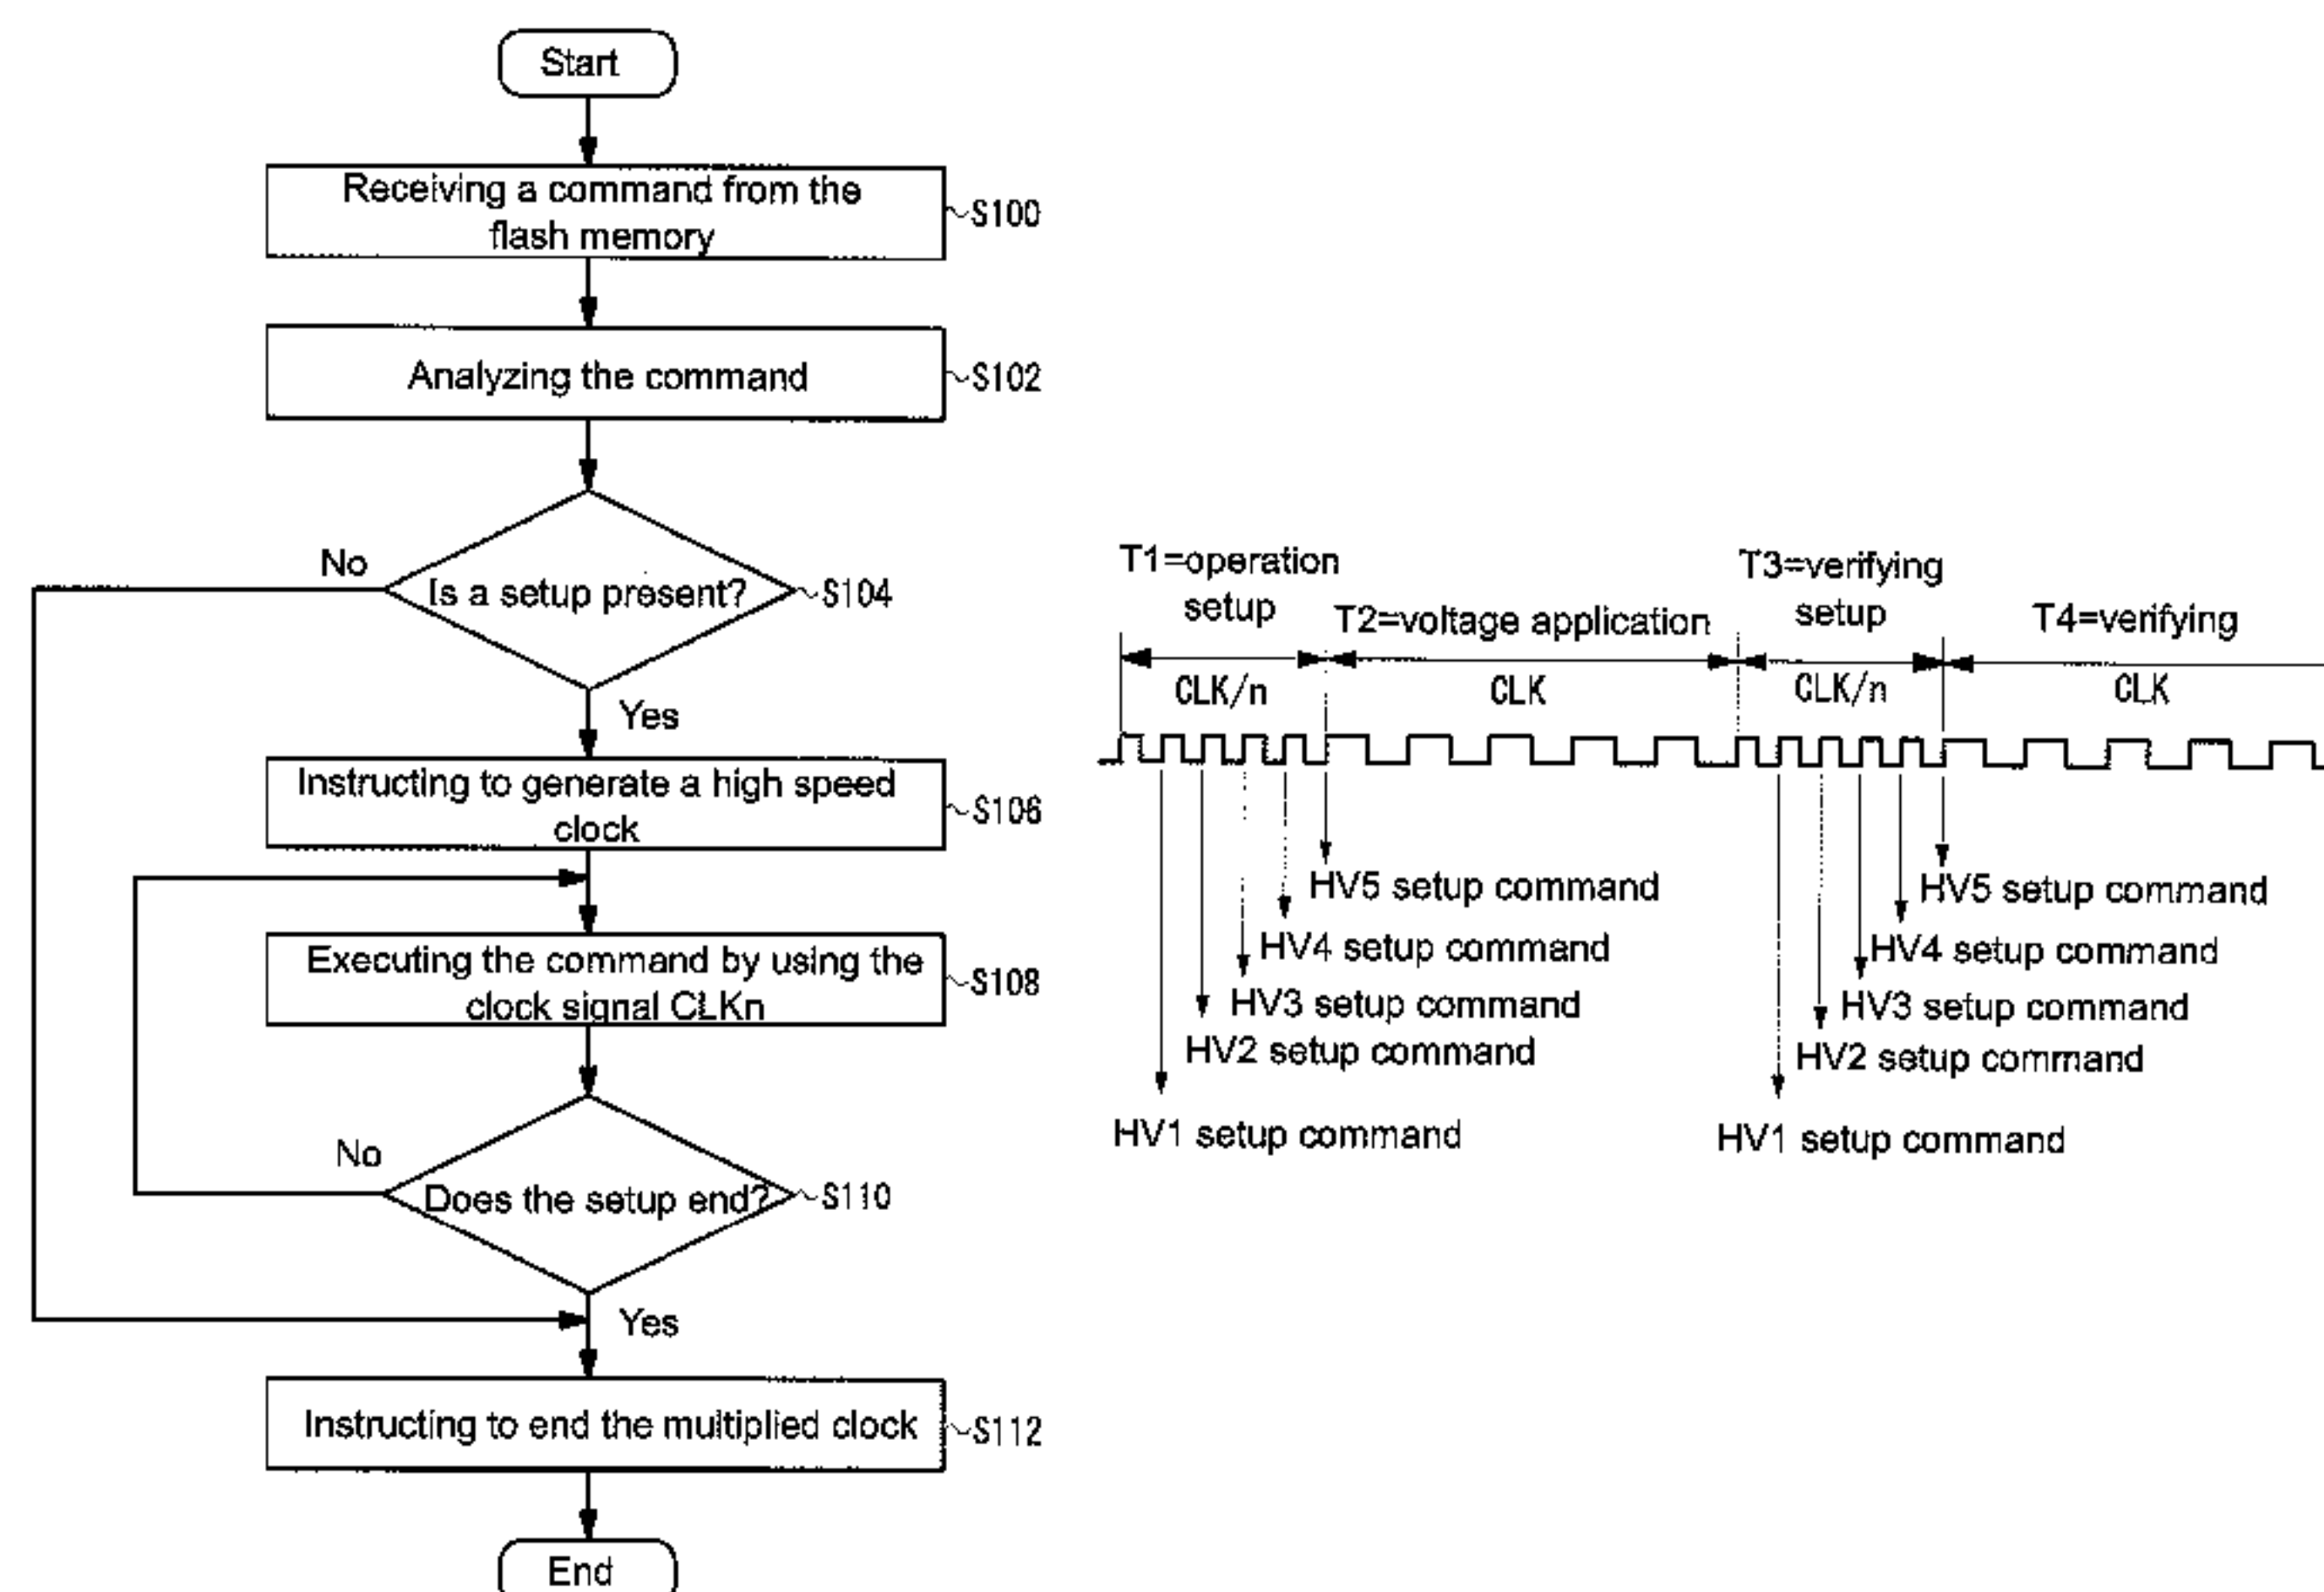 Start
Receiving a command from the
flash memory
S100
Analyzing the command
S102
No
Is a setup present?
S104
Yes
Instructing to generate a high speed
clock
S106
Executing the command by using the
clock signal CLKn
S108
No
Does the setup end?
S110
Yes
Instructing to end the multiplied clock
S112
End
T1=operation
setup
T2=voltage application
T3=verifying
setup
T4=verifying
CLK/n
CLK
CLK/n
CLK
HV5 setup command
HV4 setup command
HV3 setup command
HV2 setup command
HV1 setup command
HV5 setup command
HV4 setup command
HV3 setup command
HV2 setup command
HV1 setup command